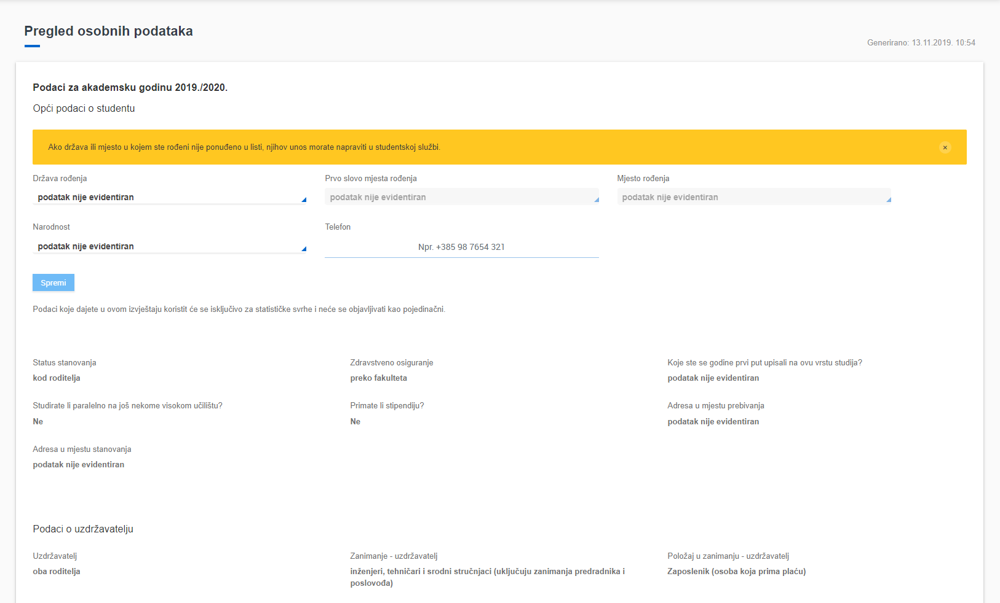 Pregled osobnih podataka
Generirano: 13.11.2019. 10:54
Podaci za akademsku godinu 2019./2020.
Opći podaci o studentu
Ako država ili mjesto u kojem ste rođeni nije ponuđeno u listi, njihov unos morate napraviti u studentskoj službi.
×
Država rođenja
Prvo slovo mjesta rođenja
Mjesto rođenja
podatak nije evidentiran
podatak nije evidentiran
podatak nije evidentiran
Narodnost
Telefon
podatak nije evidentiran
Npr. +385 98 7654 321
Spremi
Podaci koje dajete u ovom izvještaju koristit će se isključivo za statističke svrhe i neće se objavljivati kao pojedinačni.
Status stanovanja
Zdravstveno osiguranje
Koje ste se godine prvi put upisali na ovu vrstu studija?
kod roditelja
preko fakulteta
podatak nije evidentiran
Studirate li paralelno na još nekome visokom učilištu?
Primate li stipendiju?
Adresa u mjestu prebivanja
Ne
Ne
podatak nije evidentiran
Adresa u mjestu stanovanja
podatak nije evidentiran
Podaci o uzdržavatelju
Uzdržavatelj
Zanimanje - uzdržavatelj
Položaj u zanimanju - uzdržavatelj
oba roditelja
inženjeri, tehničari i srodni stručnjaci (uključuju zanimanja predradnika i
poslovođa)
Zaposlenik (osoba koja prima plaću)